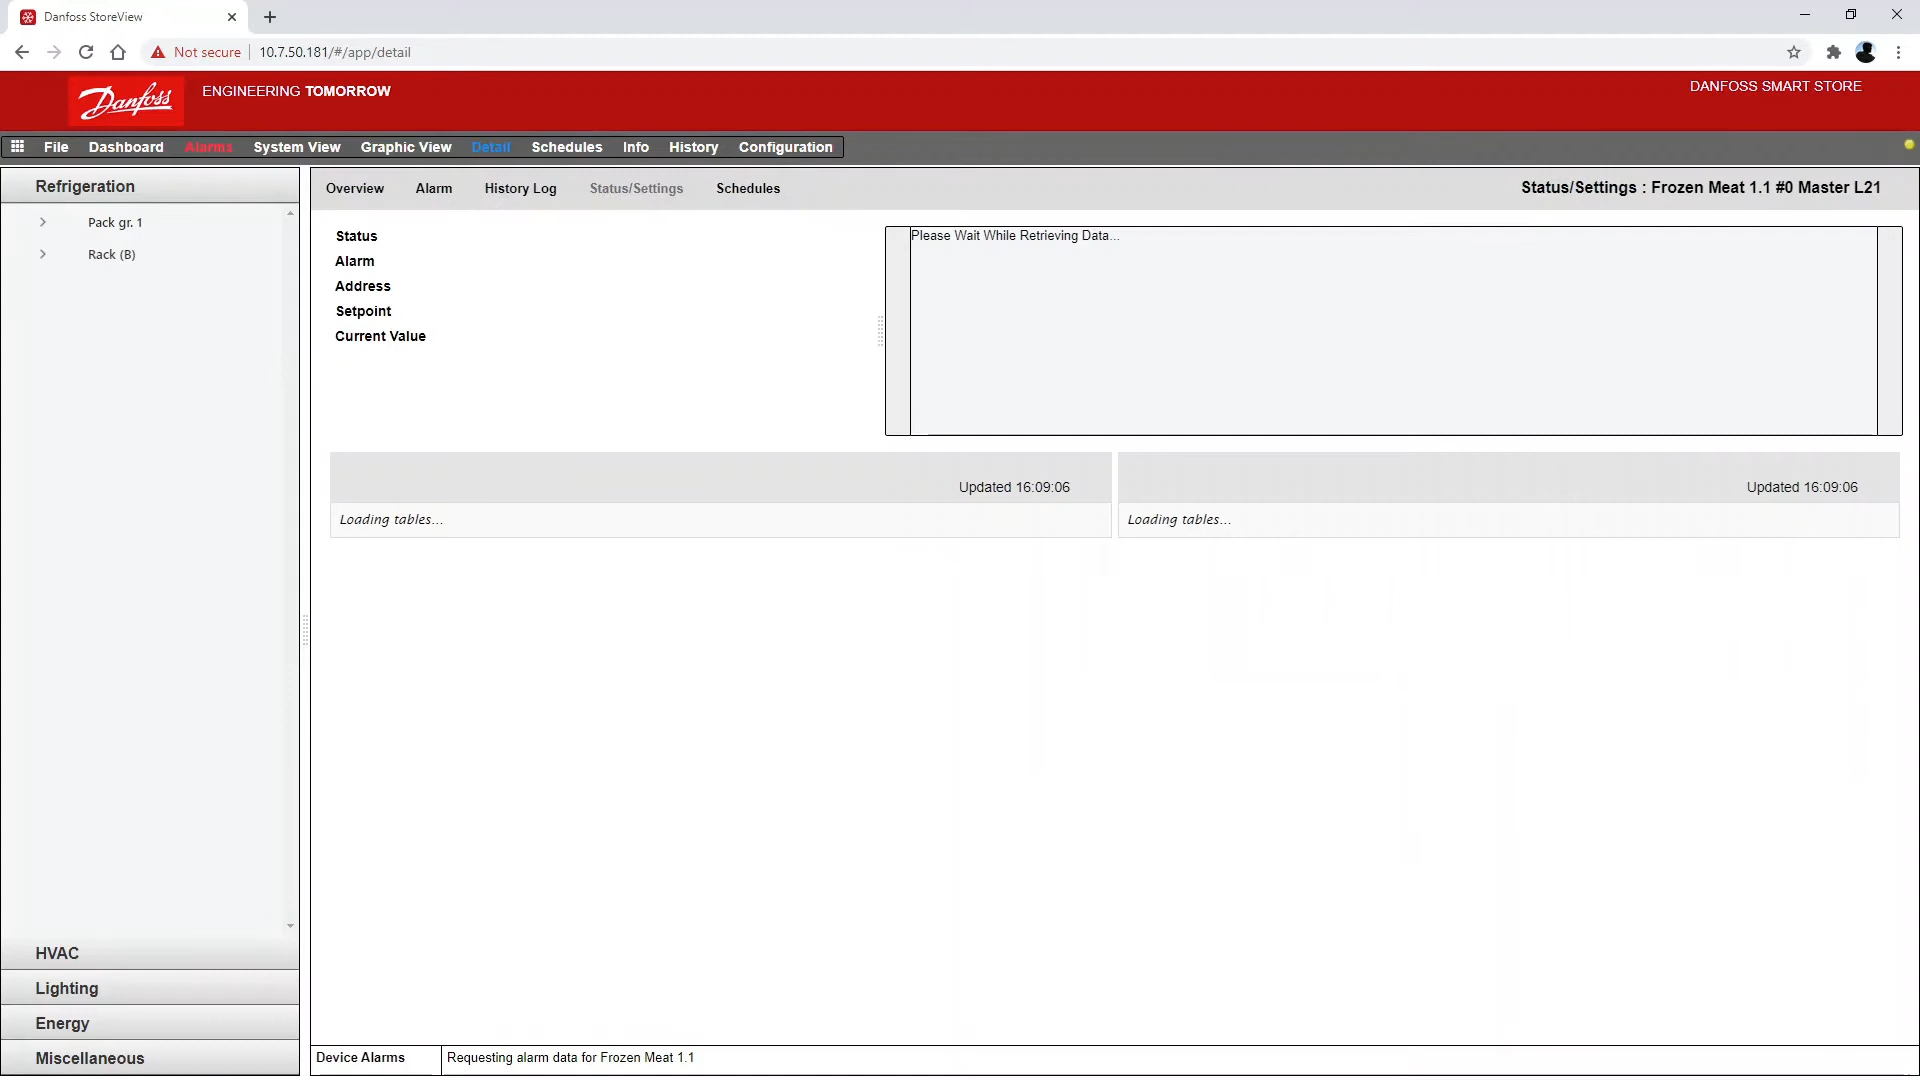 Danfoss StoreView
Not secure
10.7.50.181/#/app/detail
Danfoss
ENGINEERING TOMORROW
DANFOSS SMART STORE
File Dashboard Alarms System View Graphic View Detail Schedules Info History Configuration
Refrigeration
Pack gr. 1
Rack (B)
HVAC
Lighting
Energy
Miscellaneous
Overview Alarm History Log Status/Settings Schedules
Status/Settings : Frozen Meat 1.1 #0 Master L21
Status
Alarm
Address
Setpoint
Current Value
Please Wait While Retrieving Data...
Updated 16:09:06
Loading tables...
Updated 16:09:06
Loading tables...
Device Alarms
Requesting alarm data for Frozen Meat 1.1